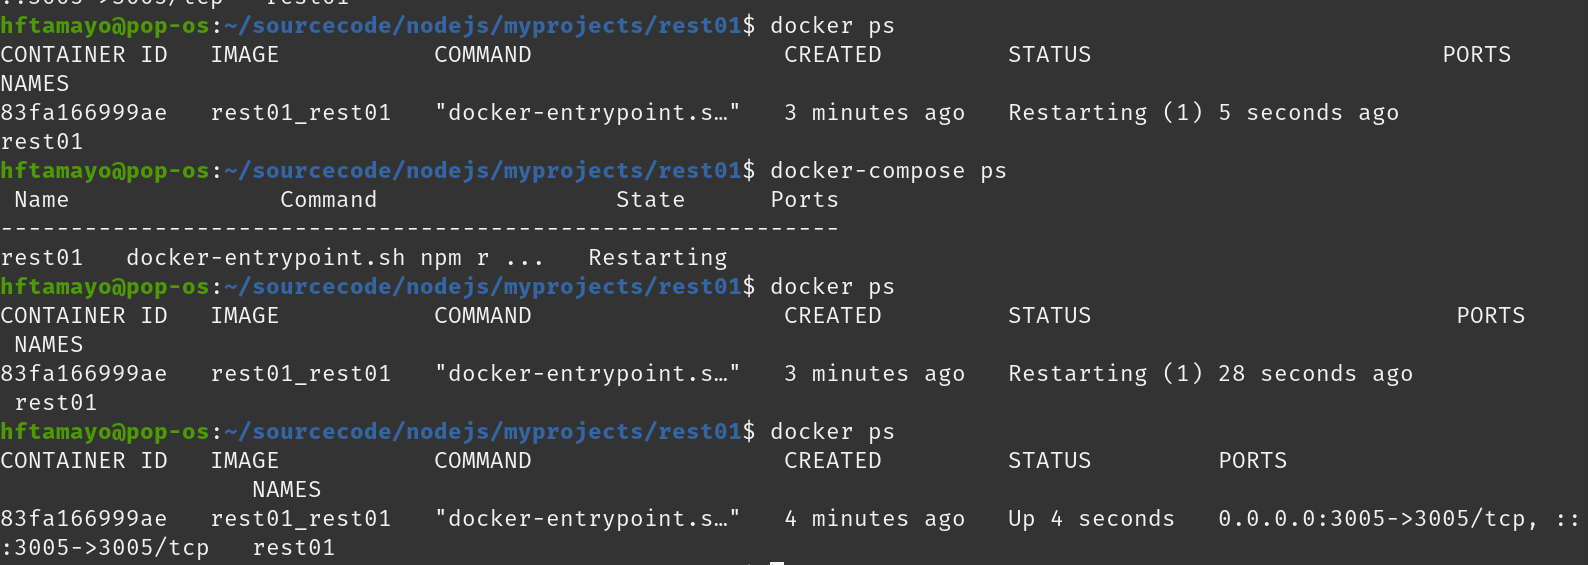 ::3005->3005/tcp   rest01
hftamayo@pop-os:~/sourcecode/nodejs/myprojects/rest01$ docker ps
CONTAINER ID   IMAGE           COMMAND                  CREATED         STATUS                         PORTS
NAMES
83fa166999ae   rest01_rest01   "docker-entrypoint.s…"   3 minutes ago   Restarting (1) 5 seconds ago
rest01
hftamayo@pop-os:~/sourcecode/nodejs/myprojects/rest01$ docker-compose ps
 Name               Command                 State      Ports
------------------------------------------------------------
rest01   docker-entrypoint.sh npm r ...   Restarting
hftamayo@pop-os:~/sourcecode/nodejs/myprojects/rest01$ docker ps
CONTAINER ID   IMAGE           COMMAND                  CREATED         STATUS                          PORTS
 NAMES
83fa166999ae   rest01_rest01   "docker-entrypoint.s…"   3 minutes ago   Restarting (1) 28 seconds ago
 rest01
hftamayo@pop-os:~/sourcecode/nodejs/myprojects/rest01$ docker ps
CONTAINER ID   IMAGE           COMMAND                  CREATED         STATUS         PORTS
                  NAMES
83fa166999ae   rest01_rest01   "docker-entrypoint.s…"   4 minutes ago   Up 4 seconds   0.0.0.0:3005->3005/tcp, ::
:3005->3005/tcp   rest01